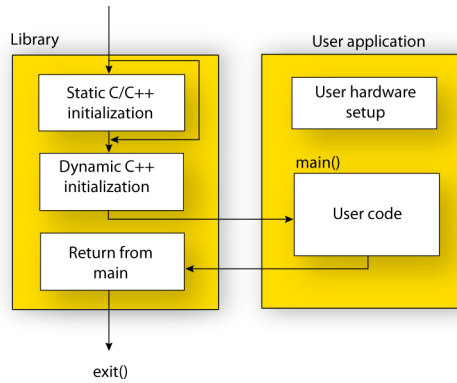 Library
User application
Static C/C++
initialization
User hardware
setup
Dynamic C++
initialization
main()
User code
Return from
main
exit()